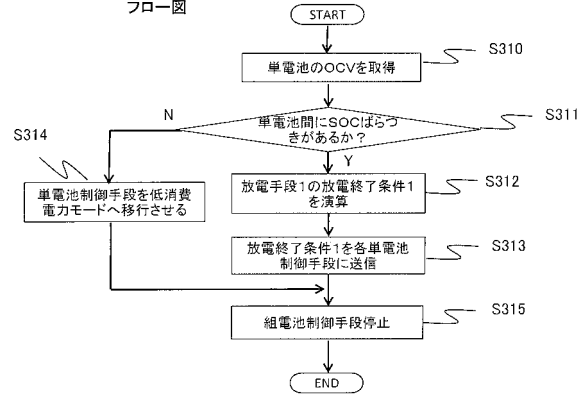 フロー図
START
S310
単電池のOCVを取得
N
単電池間にSOCばらつ
きがあるか？
S311
S314
Y
単電池制御手段を低消費
電力モードへ移行させる
放電手段1の放電終了条件1
を演算
S312
放電終了条件1を各単電池
制御手段に送信
S313
組電池制御手段停止
S315
END